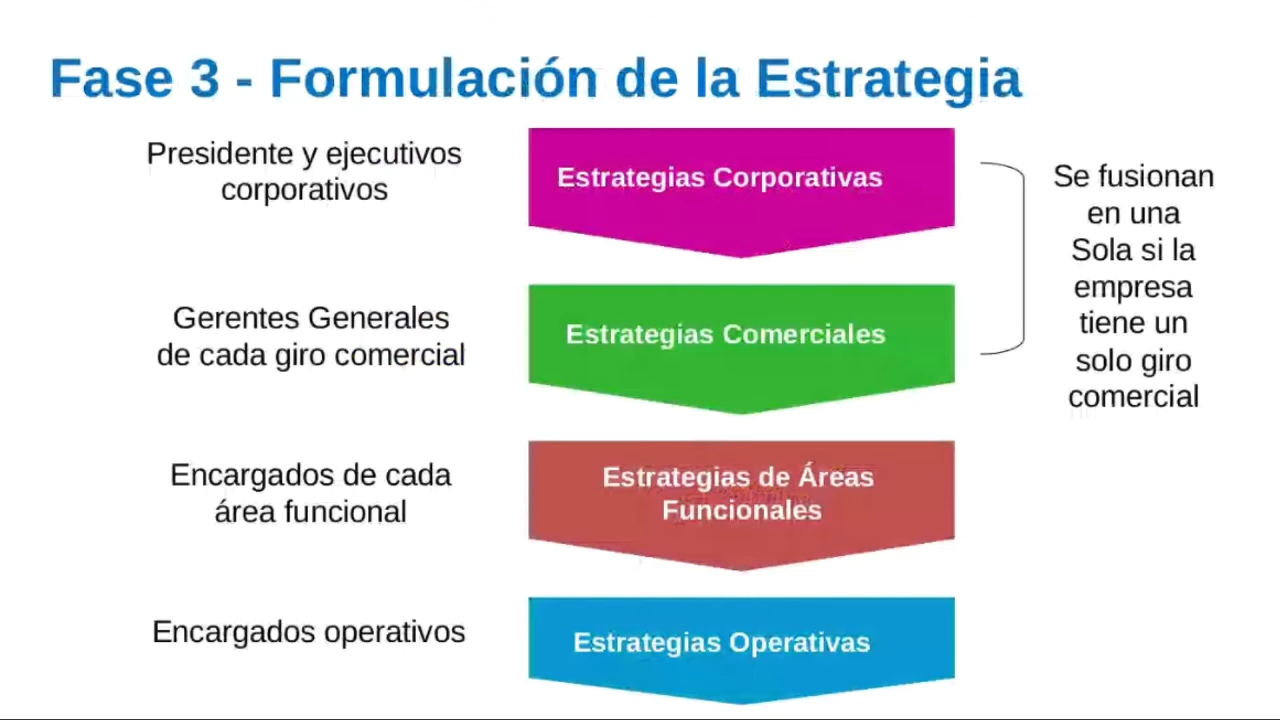 Fase 3 - Formulación de la Estrategia
Presidente y ejecutivos
corporativos
Estrategias Corporativas
Se fusionan
en una
Sola si la
empresa
tiene un
solo giro
comercial
Gerentes Generales
de cada giro comercial
Estrategias Comerciales
Encargados de cada
área funcional
Estrategias de Áreas
Funcionales
Encargados operativos
Estrategias Operativas